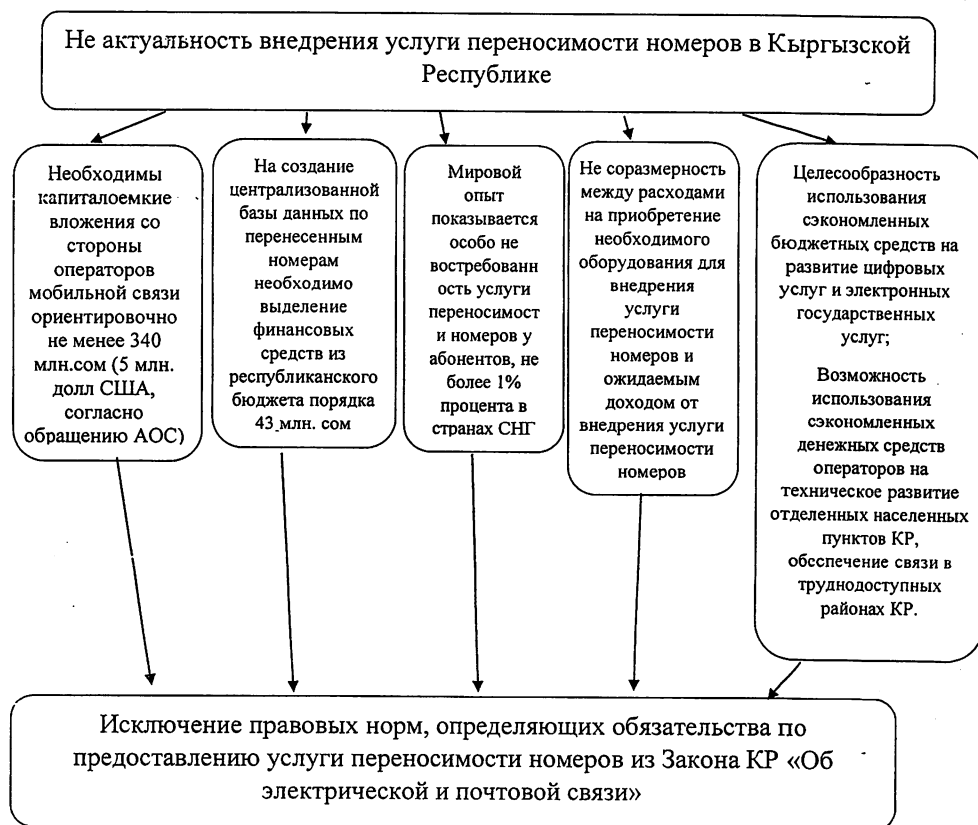 Не актуальность внедрения услуги переносимости номеров в Кыргызской
Республике
Необходимы
капиталоемкие
вложения со
стороны
операторов
мобильной связи
ориентировочно
не менее 340
млн.сом (5 млн.
долл США,
согласно
обращению АОС)
На создание
централизованной
базы данных по
перенесенным
номерам
необходимо
выделение
финансовых
средств из
республиканского
бюджета порядка
43 млн. сом
Мировой
опыт
показывается
особо не
востребованн
ность услуги
переносимост
и номеров у
абонентов, не
более 1%
процента в
странах СНГ
Не соразмерность
между расходами
на приобретение
необходимого
оборудования для
внедрения
услуги
переносимости
номеров и
ожидаемым
доходом от
внедрения услуги
переносимости
номеров
Целесообразность
использования
сэкономленных
бюджетных средств на
развитие цифровых
услуг и электронных
государственных
услуг;
Возможность
использования
сэкономленных
денежных средств
операторов на
техническое развитие
отделенных населенных
пунктов КР,
обеспечение связи в
труднодоступных
районах КР.
Исключение правовых норм, определяющих обязательства по
предоставлению услуги переносимости номеров из Закона КР «Об
электрической и почтовой связи»